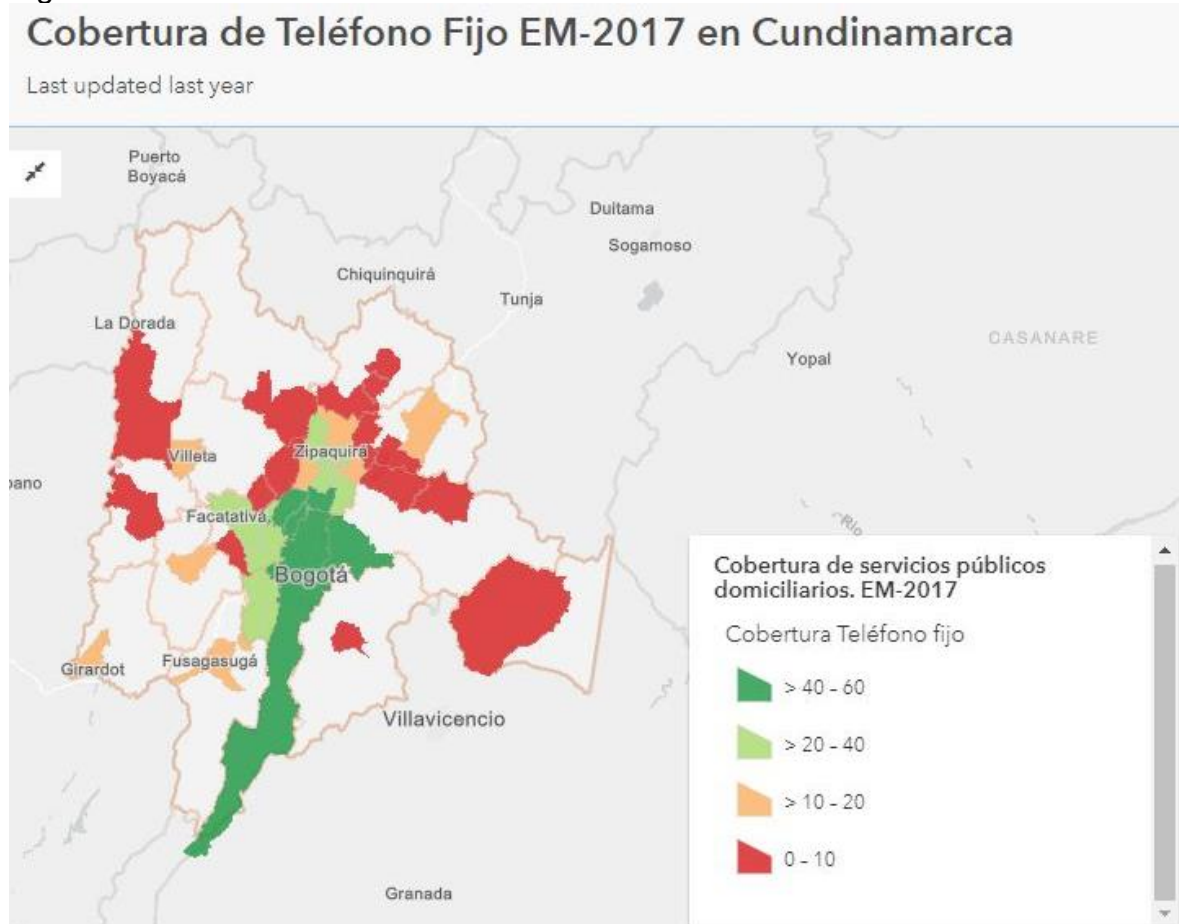 Cobertura de Teléfono Fijo EM-2017 en Cundinamarca
Last updated last year
Puerto
Boyacá
Duitama
Sogamoso
Chiquinquirá
Tunja
La Dorada
CASANARE
Yopal
Villeta
Zipaquirá
Facatativá
Río
Bogotá
Girardot
Fusagasugá
Villavicencio
Granada
Cobertura de servicios públicos
domiciliarios. EM-2017
Cobertura Teléfono fijo
> 40 - 60
> 20 - 40
> 10 - 20
0 - 10